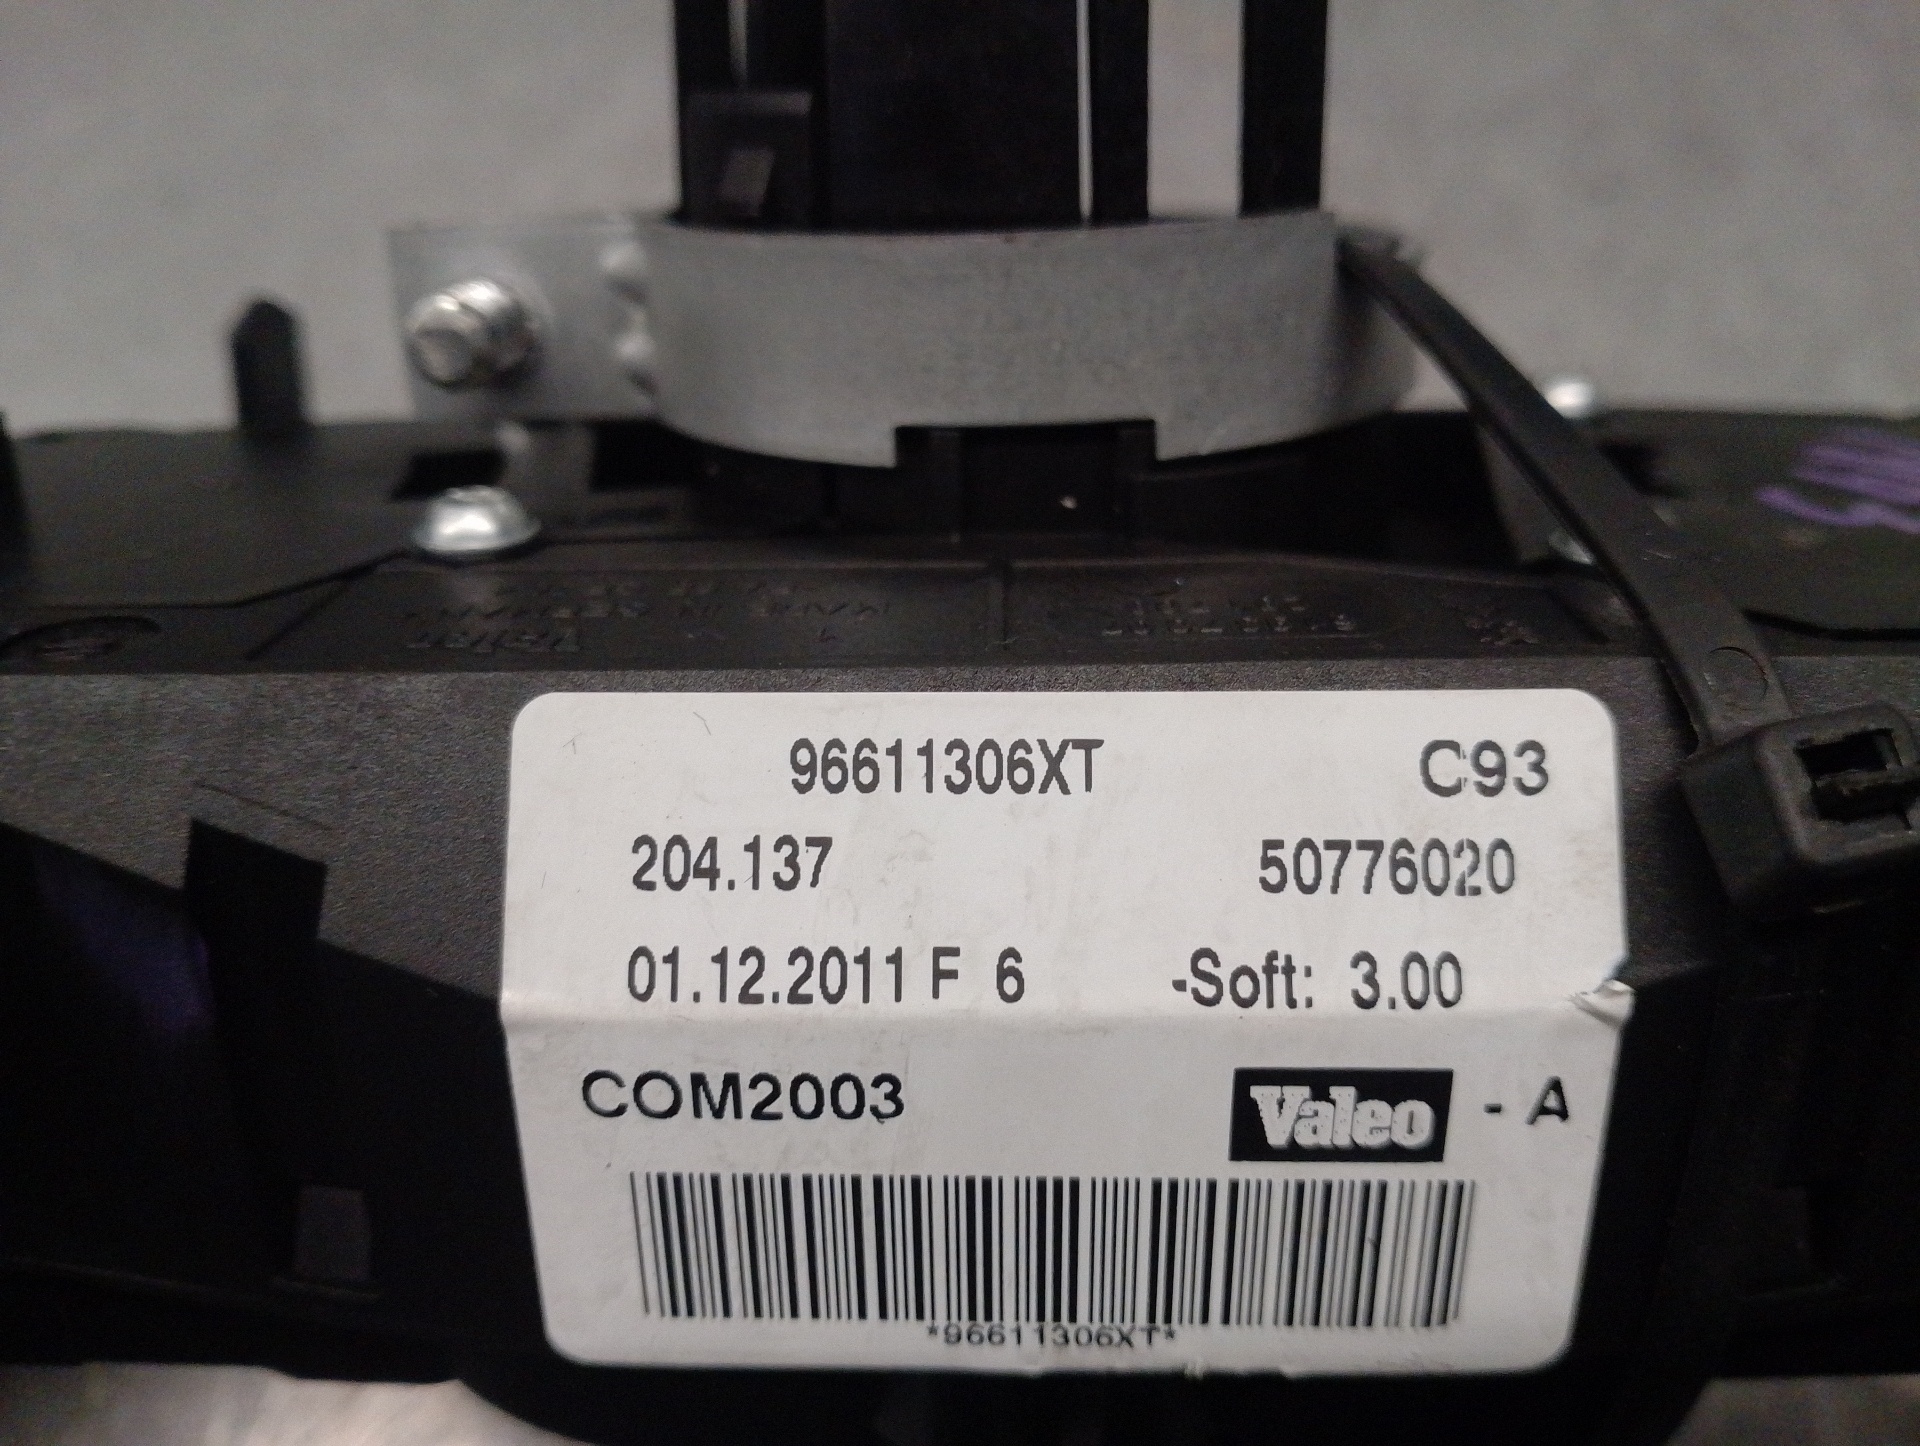 96611306XT C93
204.137 50776020
01.12.2011 F 6 -Soft: 3.00
COM2003 Valeo - A
*96611306XT*